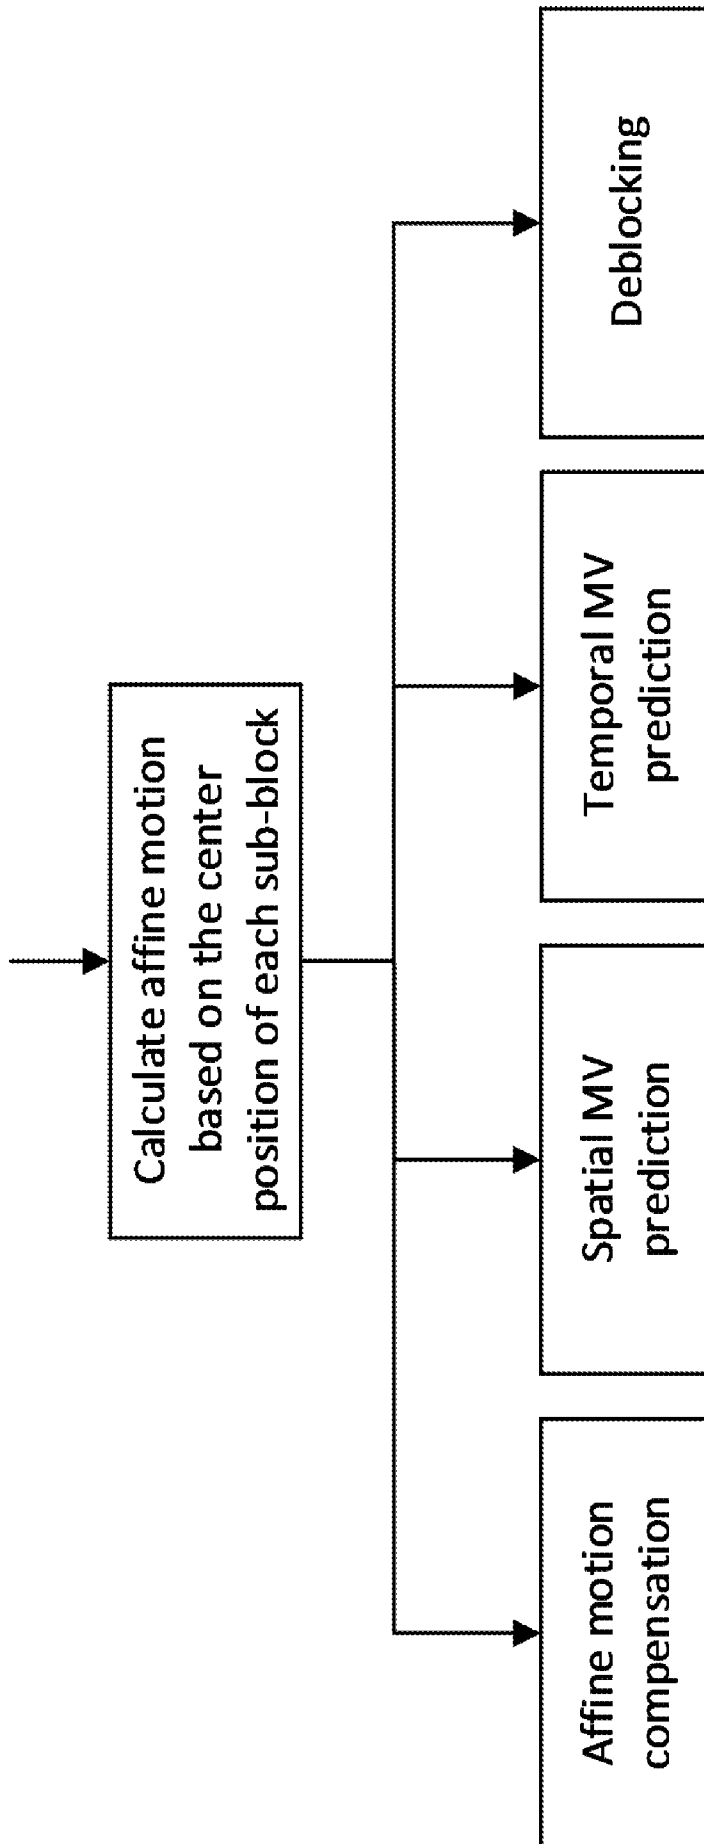 Calculate affine motion
based on the center
position of each sub-block
Affine motion
compensation
Spatial MV
prediction
Temporal MV
prediction
Deblocking